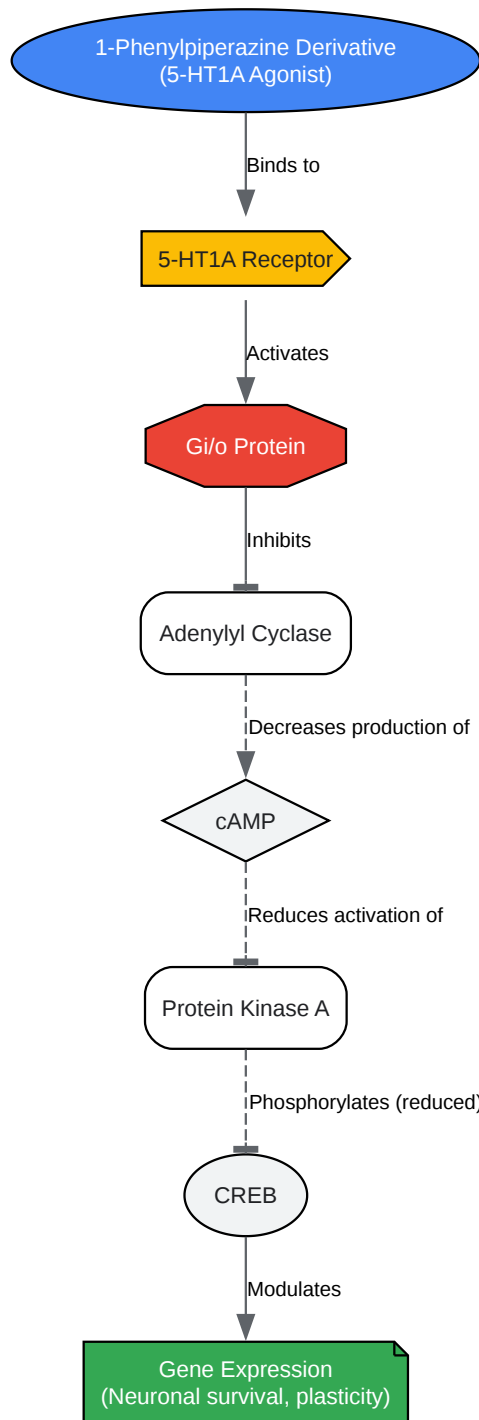 1-Phenylpiperazine Derivative
(5-HT1A Agonist)
Binds to
5-HT1A Receptor
Activates
Gi/o Protein
Inhibits
Adenylyl Cyclase
Decreases production of
cAMP
Reduces activation of
Protein Kinase A
Phosphorylates (reduced)
CREB
Modulates
Gene Expression
(Neuronal survival, plasticity)